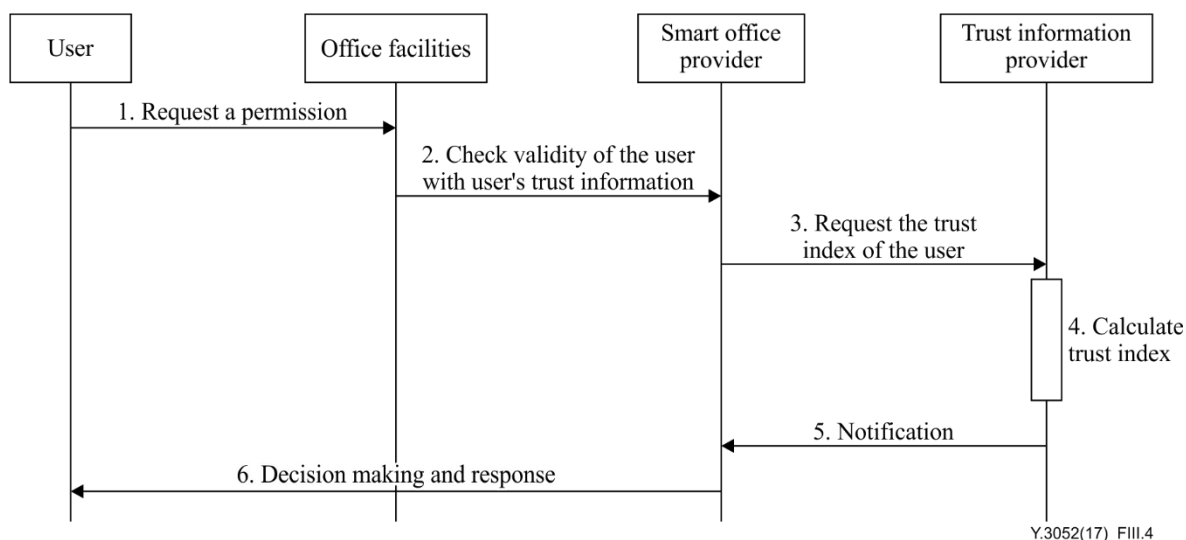 User
Office facilities
Smart office
provider
Trust information
provider
1. Request a permission
2. Check validity of the user
with user's trust information
3. Request the trust
index of the user
4. Calculate
trust index
5. Notification
6. Decision making and response
Y.3052(17)_FIII.4